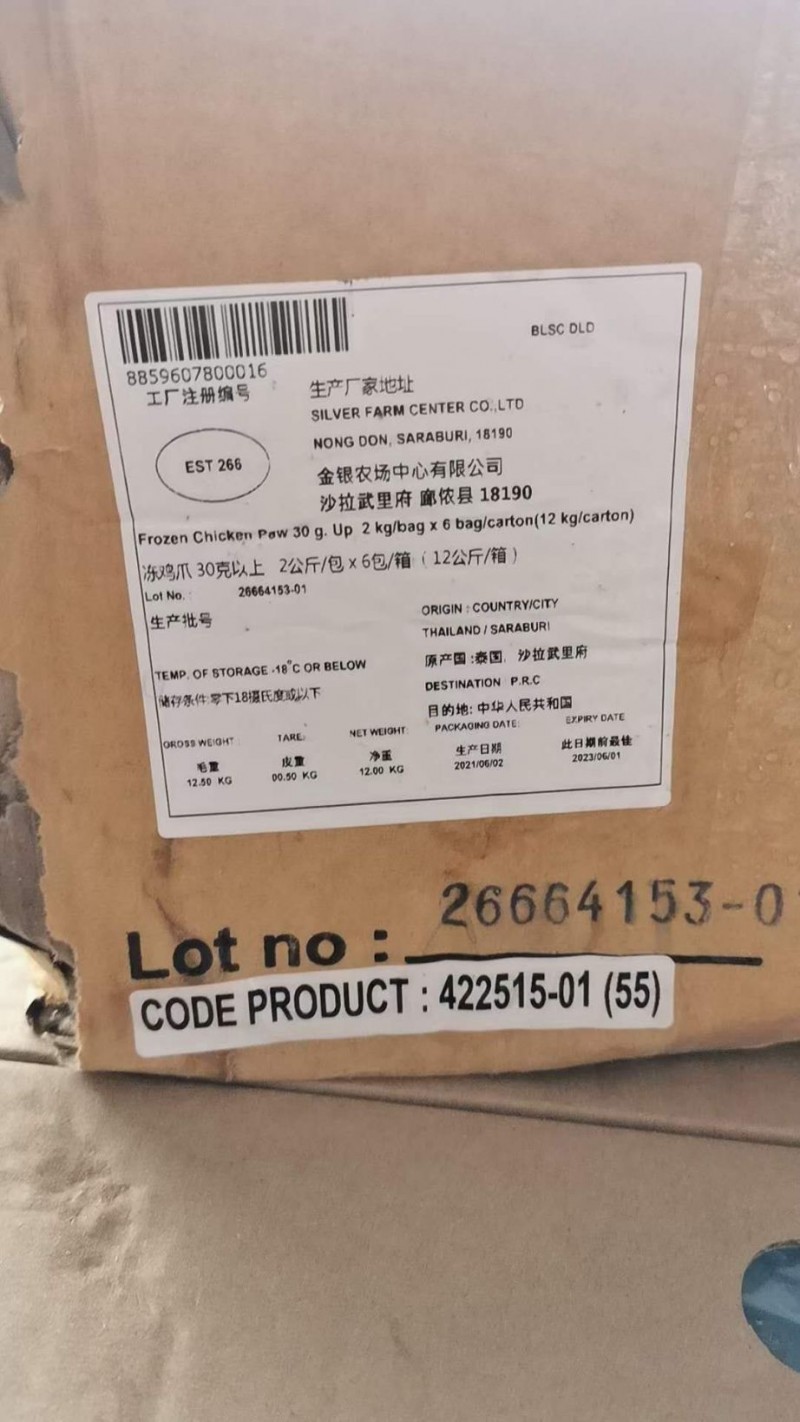 BLSC DLD
8859607800016
工厂注册编号
EST 266
生产厂家地址
SILVER FARM CENTER CO.,LTD
NONG DON, SARABURI, 18190
金银农场中心有限公司
沙拉武里府 廊侬县 18190
Frozen Chicken Paw 30 g. Up 2 kg/bag x 6 bag/carton(12 kg/carton)
冻鸡爪 30克以上 2公斤/包 x 6包/箱 ( 12公斤/箱 )
Lot No. : 26664153-01
生产批号
ORIGIN : COUNTRY/CITY
THAILAND / SARABURI
原产国 :泰国, 沙拉武里府
TEMP. OF STORAGE -18°C OR BELOW
储存条件:零下18摄氏度或以下
DESTINATION P.R.C
目的地: 中华人民共和国
GROSS WEIGHT: TARE: NET WEIGHT: PACKAGING DATE: EXPIRY DATE
毛重 皮重 净重 生产日期 此日期前最佳
12.50 KG 00.50 KG 12.00 KG 2021/06/02 2023/06/01
Lot no : 26664153-01
CODE PRODUCT : 422515-01 (55)